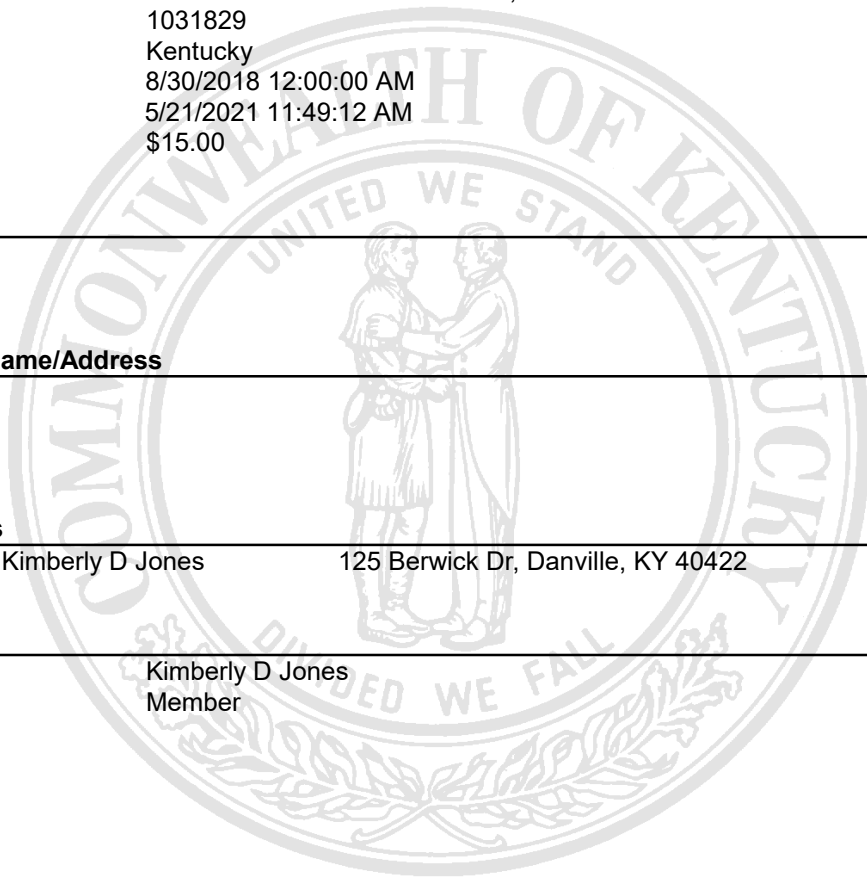 1031829
Kentucky
8/30/2018 12:00:00 AM
5/21/2021 11:49:12 AM
$15.00
COMMONWEALTH OF KENTUCKY
UNITED WE STAND
ame/Address
s
Kimberly D Jones 125 Berwick Dr, Danville, KY 40422
DIVIDED WE FALL
Kimberly D Jones
Member